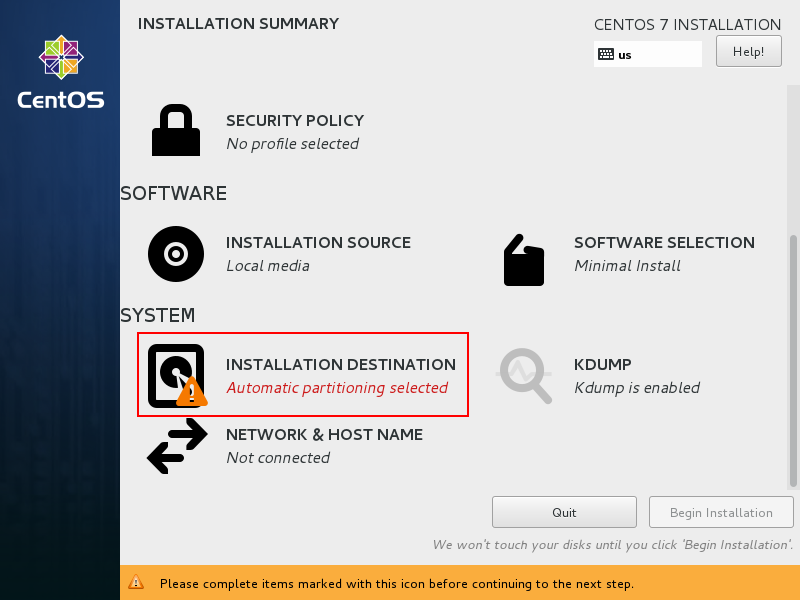 INSTALLATION SUMMARY
CENTOS 7 INSTALLATION
us
Help!
CentOS
SECURITY POLICY
No profile selected
SOFTWARE
INSTALLATION SOURCE
Local media
SOFTWARE SELECTION
Minimal Install
SYSTEM
INSTALLATION DESTINATION
Automatic partitioning selected
KDUMP
Kdump is enabled
NETWORK & HOST NAME
Not connected
Quit
Begin Installation
We won't touch your disks until you click 'Begin Installation'.
Please complete items marked with this icon before continuing to the next step.